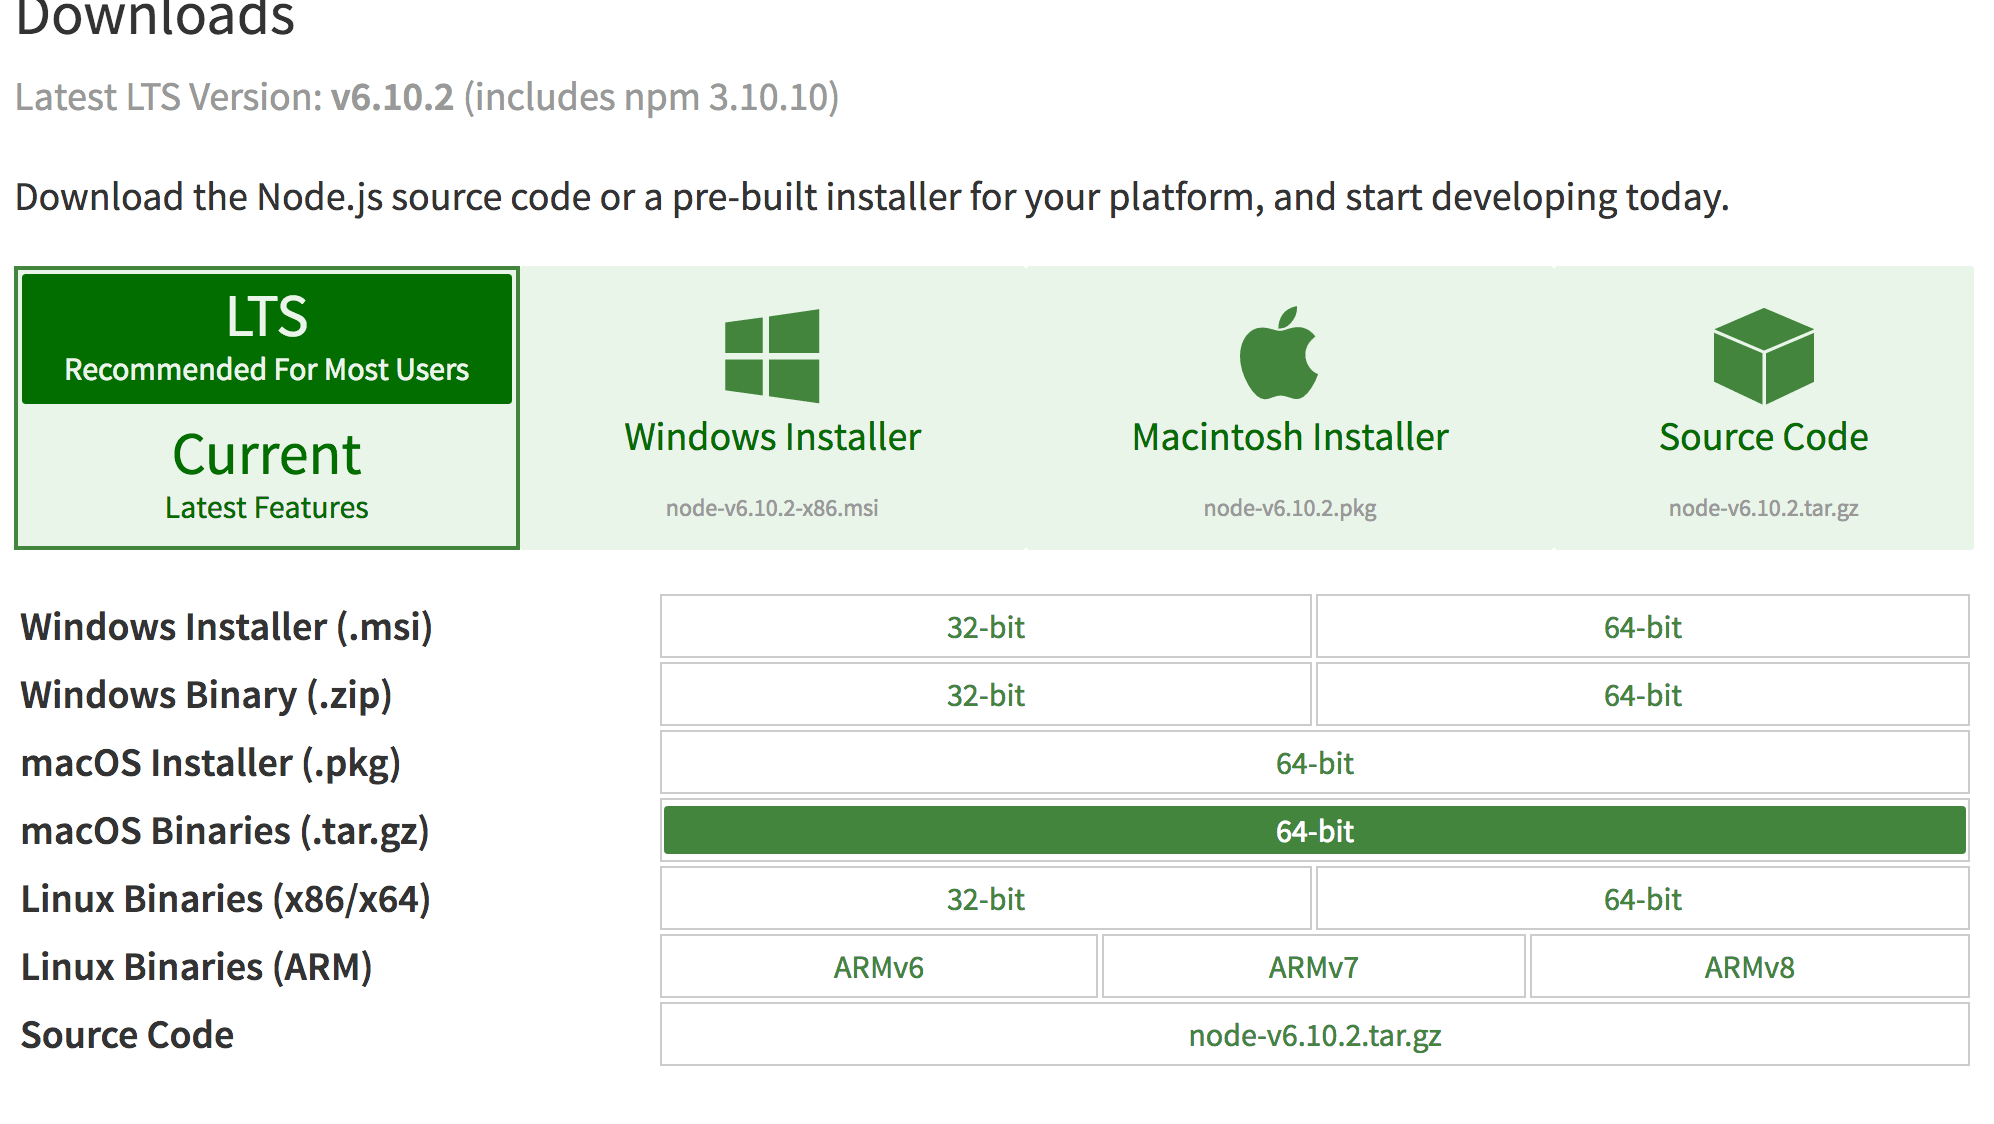 Downloads
Latest LTS Version: v6.10.2 (includes npm 3.10.10)
Download the Node.js source code or a pre-built installer for your platform, and start developing today.
LTS
Recommended For Most Users
Current
Latest Features
Windows Installer
node-v6.10.2-x86.msi
Macintosh Installer
node-v6.10.2.pkg
Source Code
node-v6.10.2.tar.gz
Windows Installer (.msi) 32-bit 64-bit
Windows Binary (.zip) 32-bit 64-bit
macOS Installer (.pkg) 64-bit
macOS Binaries (.tar.gz) 64-bit
Linux Binaries (x86/x64) 32-bit 64-bit
Linux Binaries (ARM) ARMv6 ARMv7 ARMv8
Source Code node-v6.10.2.tar.gz